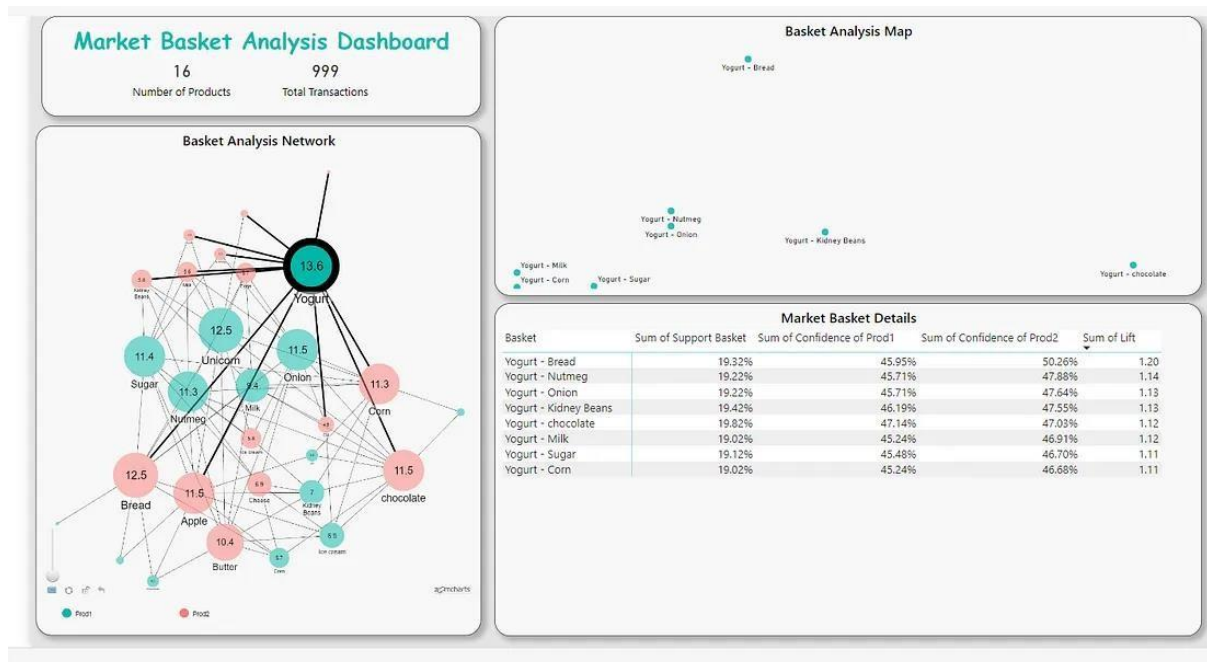 Market Basket Analysis Dashboard
16
Number of Products
999
Total Transactions
Basket Analysis Network
13.6
Yogurt
12.5
Unicorn
11.5
Onion
11.4
Sugar
11.3
Nutmeg
9.4
Milk
11.3
Corn
5.4
Kidney
Beans
12.5
Bread
11.5
Apple
6.9
Cheese
7
Kidney
Beans
11.5
chocolate
10.4
Butter
Ice cream
5.7
Corn
zoomcharts
Prod1
Prod2
Basket Analysis Map
Yogurt - Bread
Yogurt - Nutmeg
Yogurt - Onion
Yogurt - Kidney Beans
Yogurt - Milk
Yogurt - Corn
Yogurt - Sugar
Yogurt - chocolate
Market Basket Details
Basket Sum of Support Basket Sum of Confidence of Prod1 Sum of Confidence of Prod2 Sum of Lift
Yogurt - Bread 19.32% 45.95% 50.26% 1.20
Yogurt - Nutmeg 19.22% 45.71% 47.88% 1.14
Yogurt - Onion 19.22% 45.71% 47.64% 1.13
Yogurt - Kidney Beans 19.42% 46.19% 47.55% 1.13
Yogurt - chocolate 19.82% 47.14% 47.03% 1.12
Yogurt - Milk 19.02% 45.24% 46.91% 1.12
Yogurt - Sugar 19.12% 45.48% 46.70% 1.11
Yogurt - Corn 19.02% 45.24% 46.68% 1.11